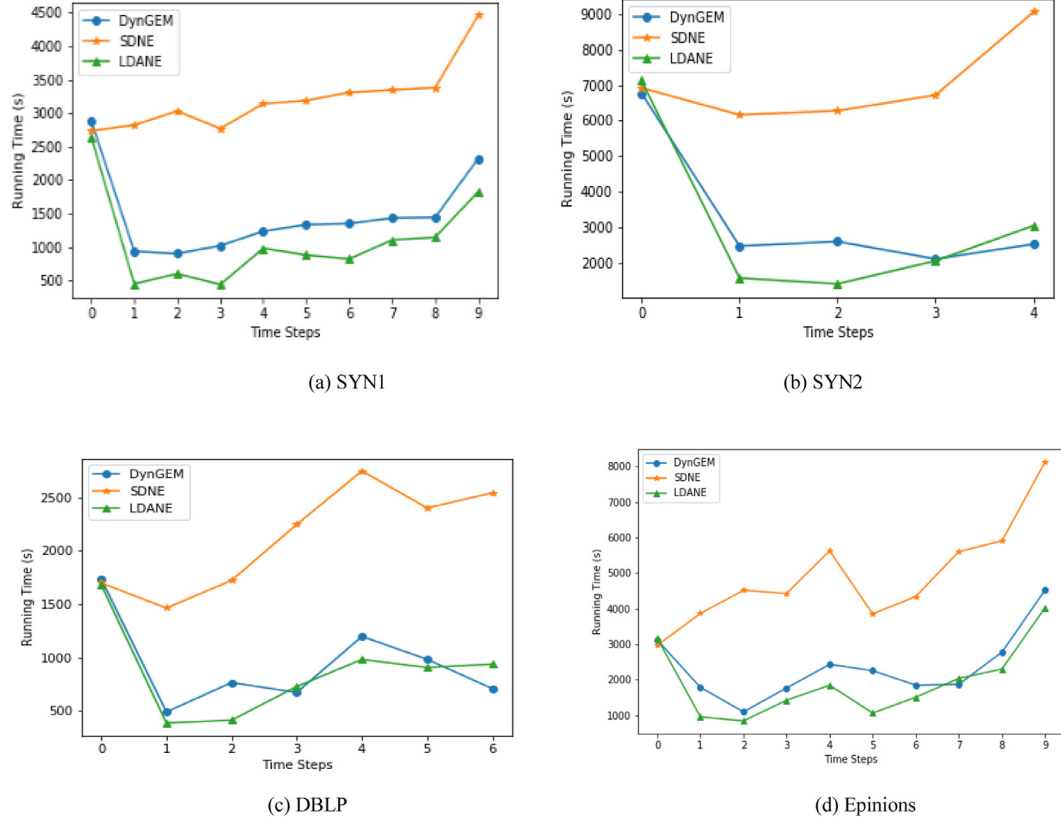 DynGEM
SDNE
LDANE
4500
4000
3500
3000
2500
2000
1500
1000
500
Running Time (s)
0 1 2 3 4 5 6 7 8 9
Time Steps
(a) SYN1
DynGEM
SDNE
LDANE
9000
8000
7000
6000
5000
4000
3000
2000
Running Time (s)
0 1 2 3 4
Time Steps
(b) SYN2
DynGEM
SDNE
LDANE
2500
2000
1500
1000
500
Running Time (s)
0 1 2 3 4 5 6
Time Steps
(c) DBLP
DynGEM
SDNE
LDANE
8000
7000
6000
5000
4000
3000
2000
1000
Running Time (s)
0 1 2 3 4 5 6 7 8 9
Time Steps
(d) Epinions